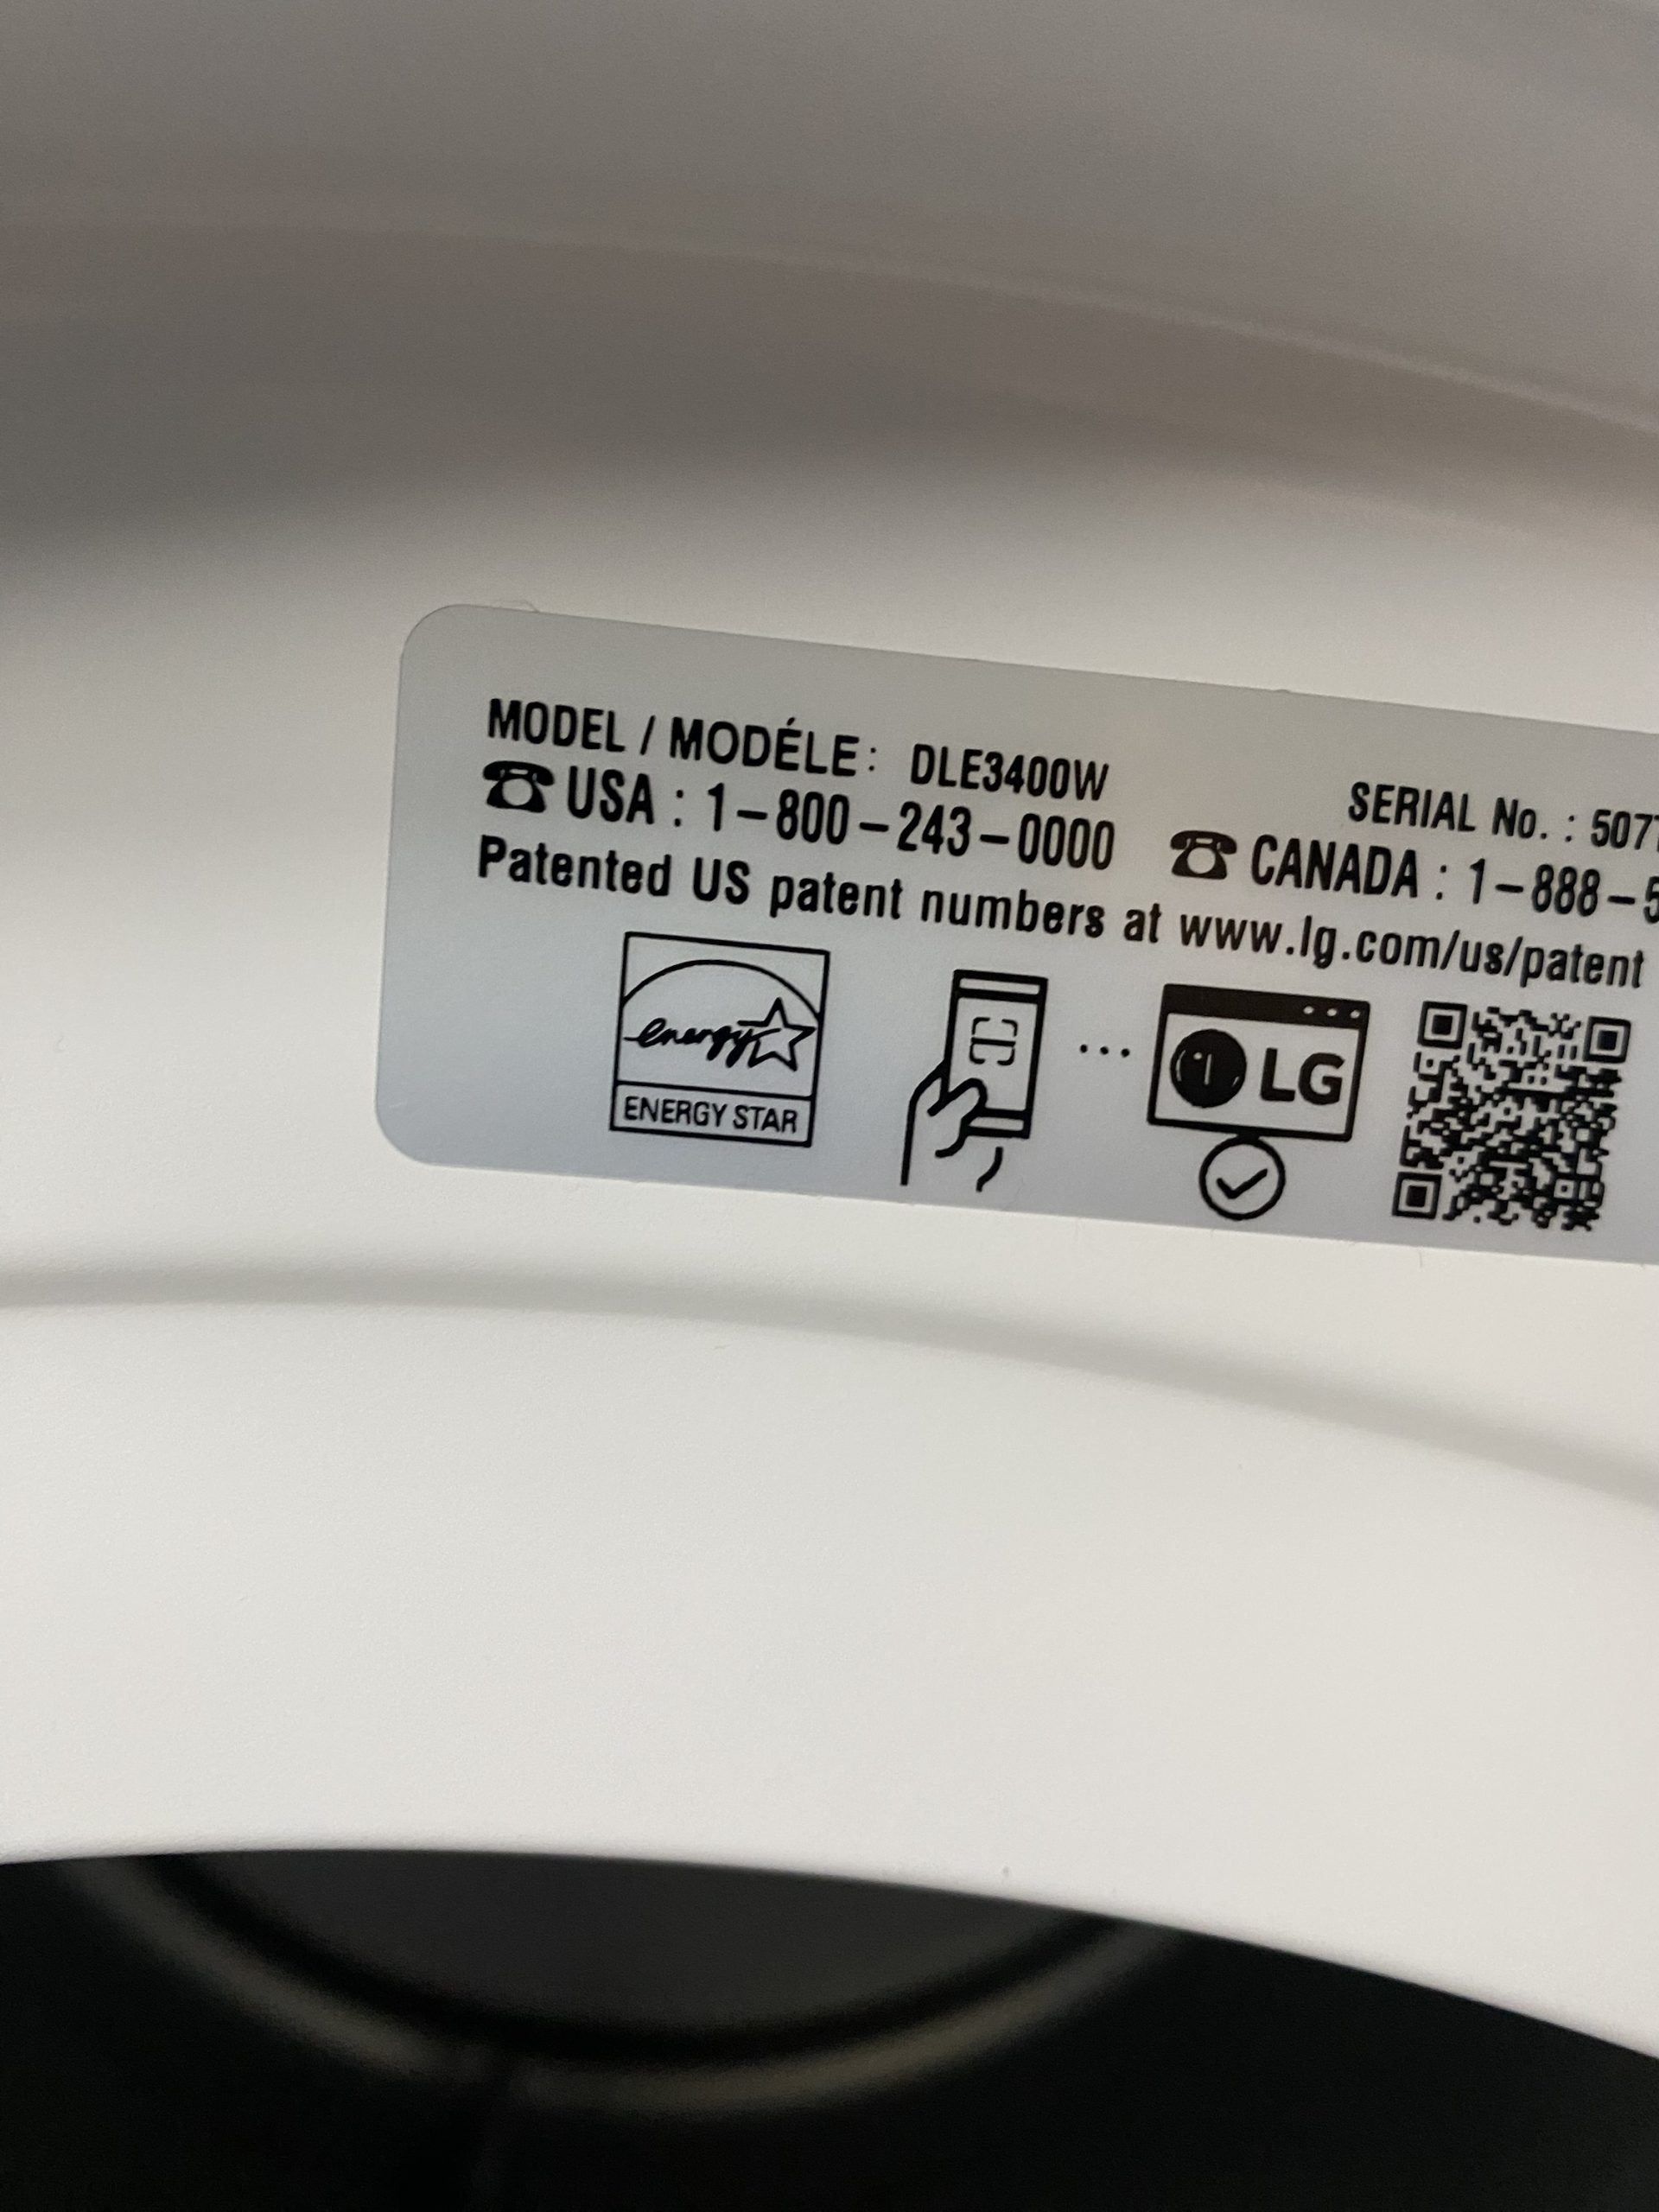 MODEL / MODÉLE : DLE3400W
SERIAL No. : 507
USA : 1-800-243-0000 CANADA : 1-888-5
Patented US patent numbers at www.lg.com/us/patent
energy
ENERGY STAR
LG